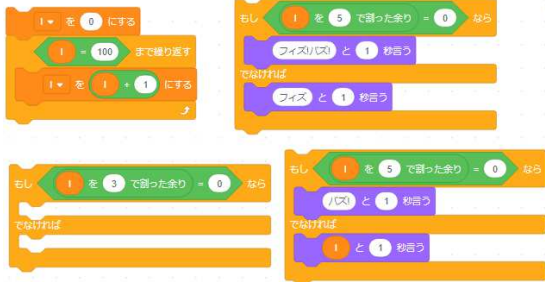 I を 0 にする
I = 100 まで繰り返す
I を I + 1 にする
もし I を 5 で割った余り = 0 なら
フィズ!バズ! と 1 秒言う
でなければ
フィズ と 1 秒言う
もし I を 3 で割った余り = 0 なら
でなければ
もし I を 5 で割った余り = 0 なら
バズ! と 1 秒言う
でなければ
I と 1 秒言う